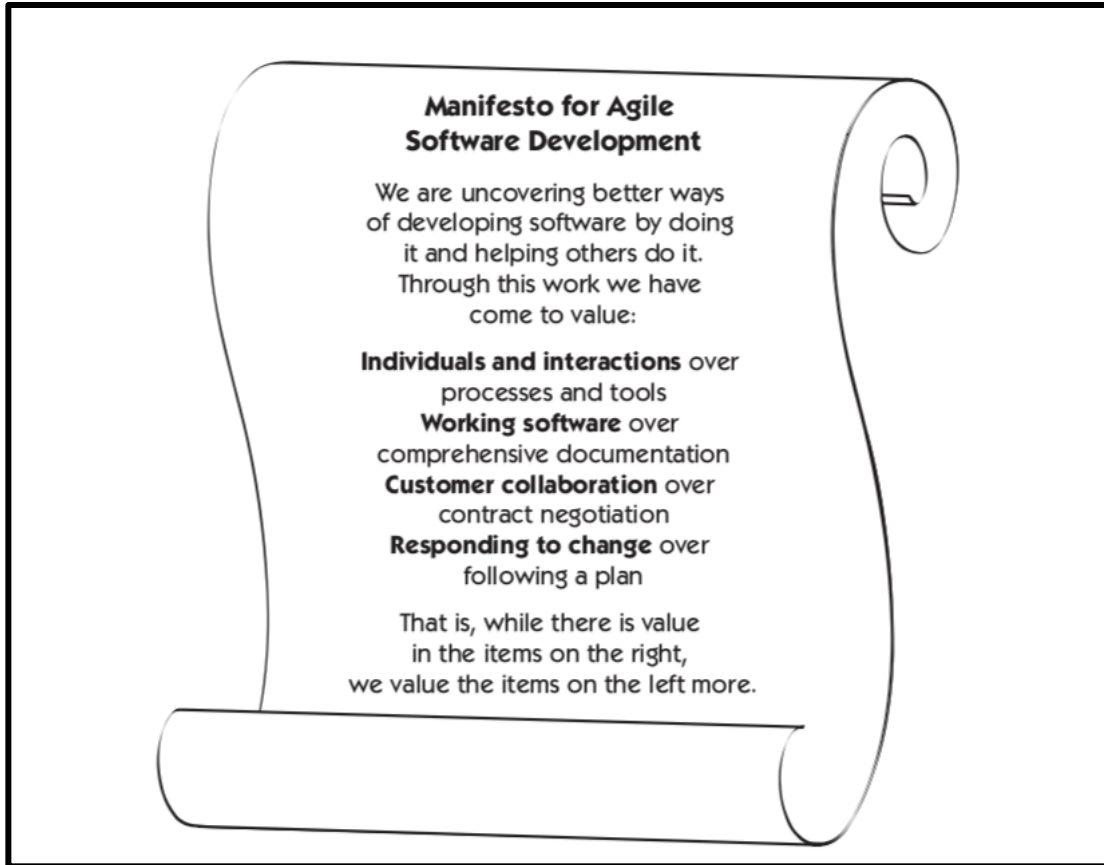 Manifesto for Agile
Software Development
We are uncovering better ways
of developing software by doing
it and helping others do it.
Through this work we have
come to value:
Individuals and interactions over
processes and tools
Working software over
comprehensive documentation
Customer collaboration over
contract negotiation
Responding to change over
following a plan
That is, while there is value
in the items on the right,
we value the items on the left more.